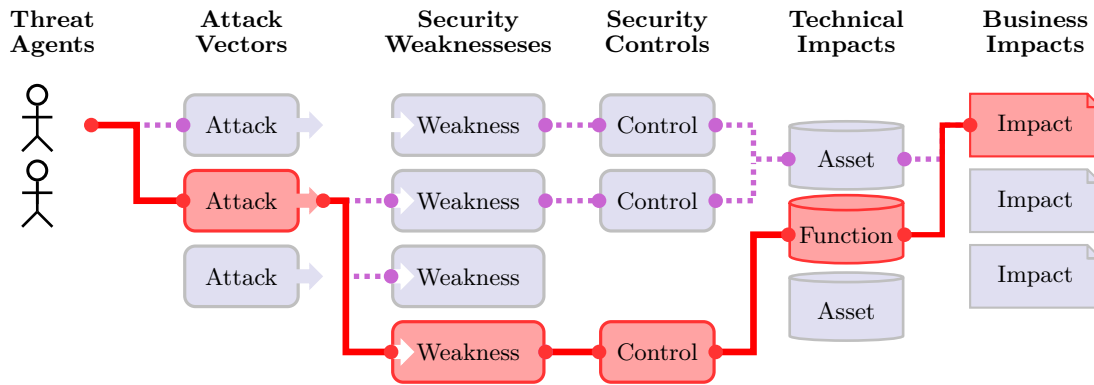 Threat Agents
Attack Vectors
Security Weaknesseses
Security Controls
Technical Impacts
Business Impacts
Attack
Weakness
Control
Impact
Asset
Attack
Weakness
Control
Impact
Function
Attack
Weakness
Impact
Asset
Weakness
Control